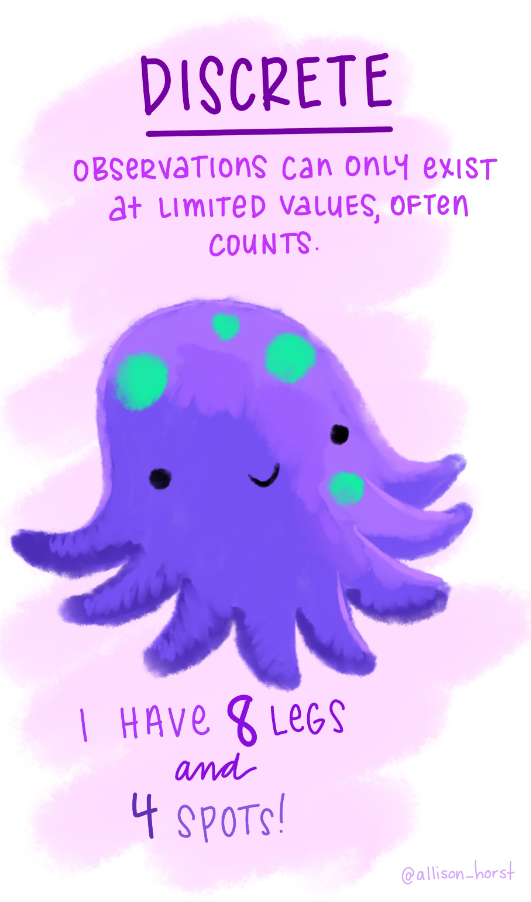 DISCRETE
OBSERVATIONS CAN ONLY EXIST
at LIMITED VALUES, OFTEN
COUNTS.
I HAVE 8 LEGS
and
4 SPOTS!
@allison_horst